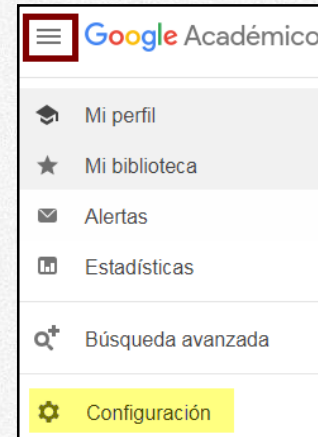 Google Académico
Mi perfil
Mi biblioteca
Alertas
Estadísticas
Búsqueda avanzada
Configuración